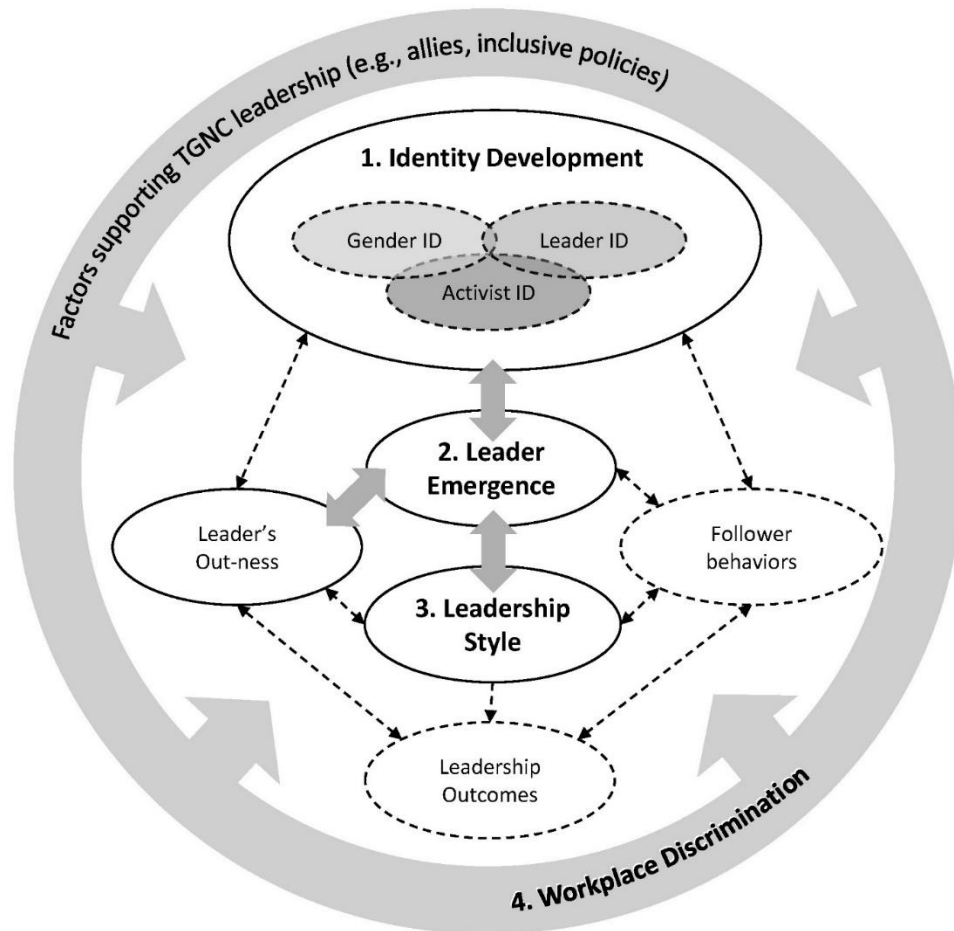 Factors supporting TGNC leadership (e.g., allies, inclusive policies)
1. Identity Development
Gender ID
Leader ID
Activist ID
2. Leader
Emergence
Leader's
Out-ness
Follower
behaviors
3. Leadership
Style
Leadership
Outcomes
4. Workplace Discrimination